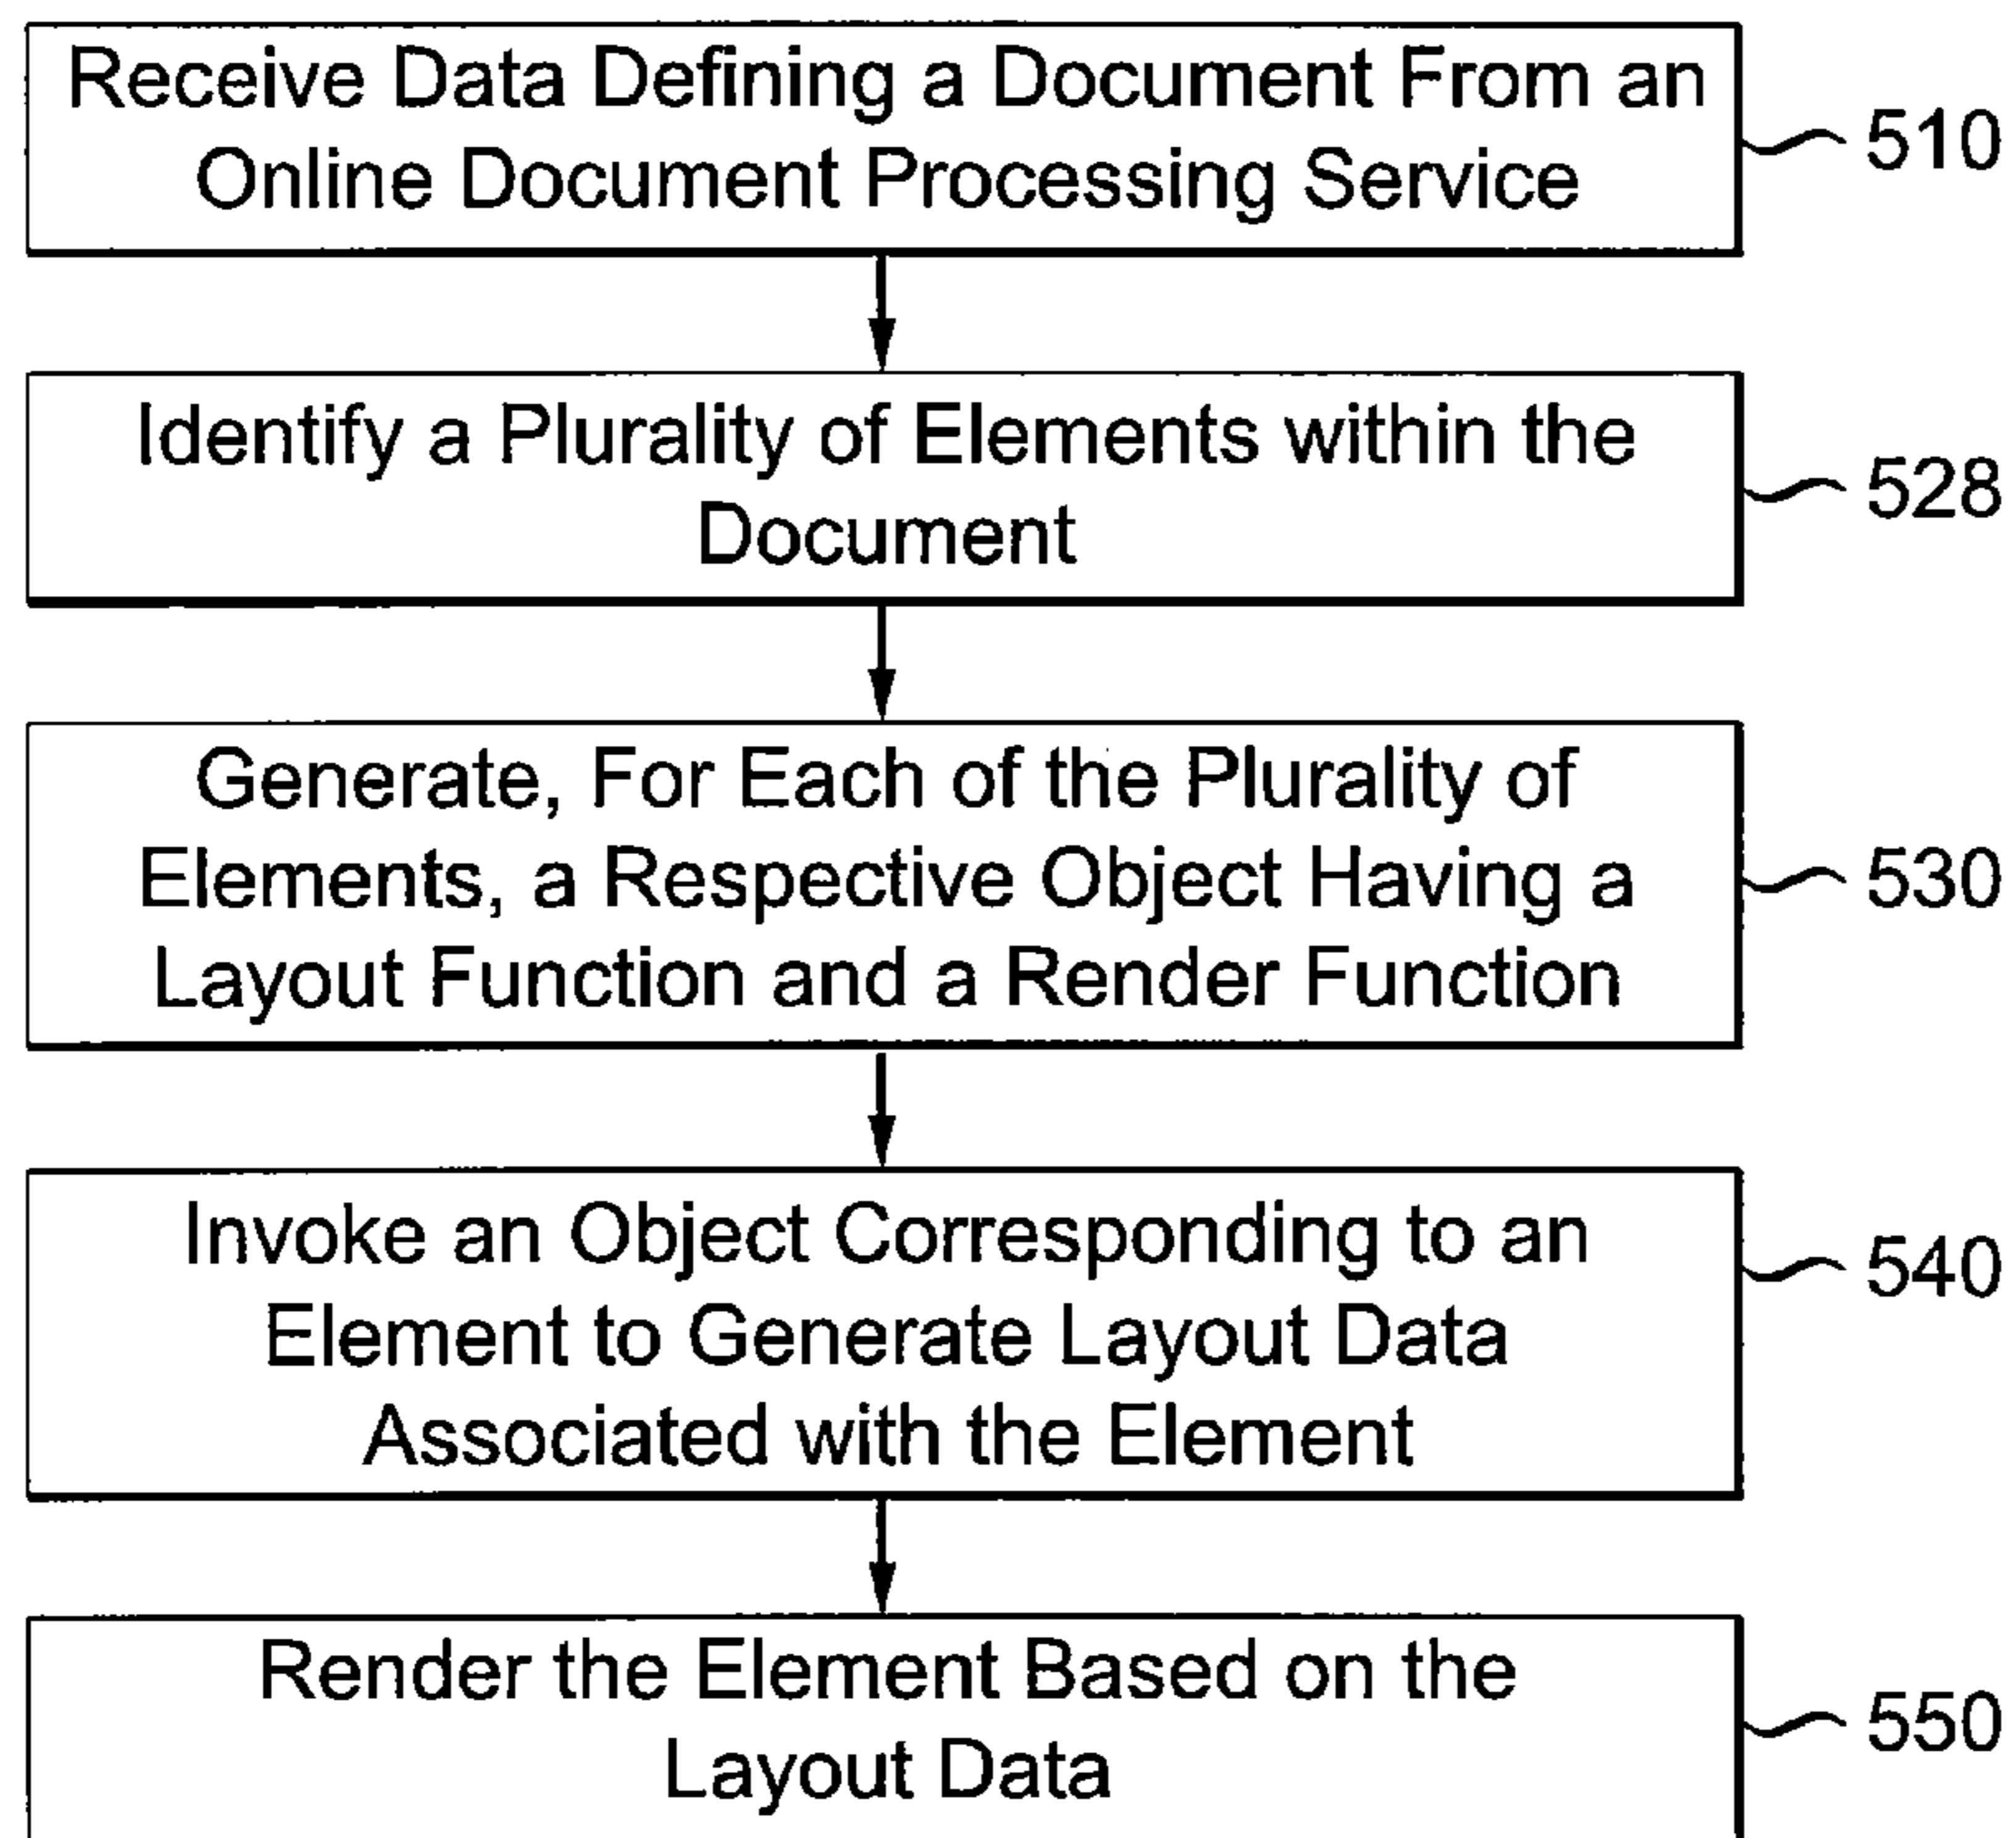 Receive Data Defining a Document From an
Online Document Processing Service
510
Identify a Plurality of Elements within the
Document
528
Generate, For Each of the Plurality of
Elements, a Respective Object Having a
Layout Function and a Render Function
530
Invoke an Object Corresponding to an
Element to Generate Layout Data
Associated with the Element
540
Render the Element Based on the
Layout Data
550